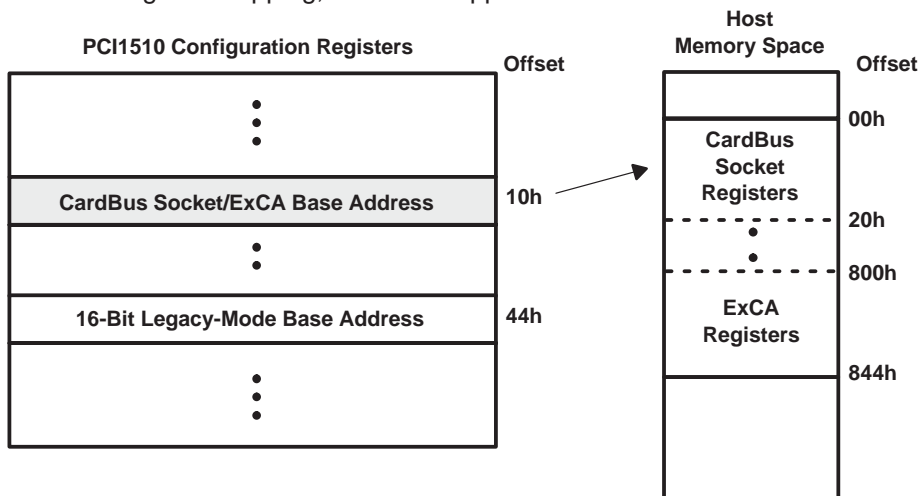 Host
Memory Space
PCI1510 Configuration Registers
Offset
Offset
00h
CardBus
Socket
Registers
CardBus Socket/ExCA Base Address
10h
20h
800h
16-Bit Legacy-Mode Base Address
44h
ExCA
Registers
844h